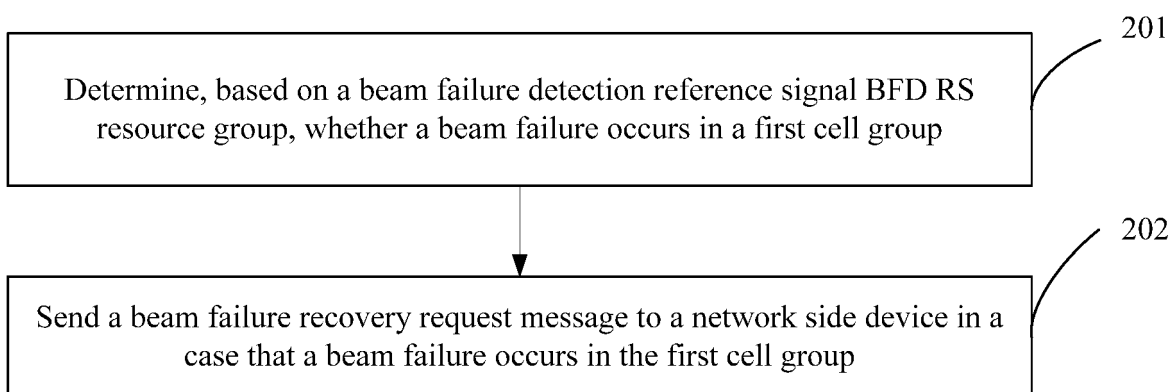 201
Determine, based on a beam failure detection reference signal BFD RS
resource group, whether a beam failure occurs in a first cell group
202
Send a beam failure recovery request message to a network side device in a
case that a beam failure occurs in the first cell group